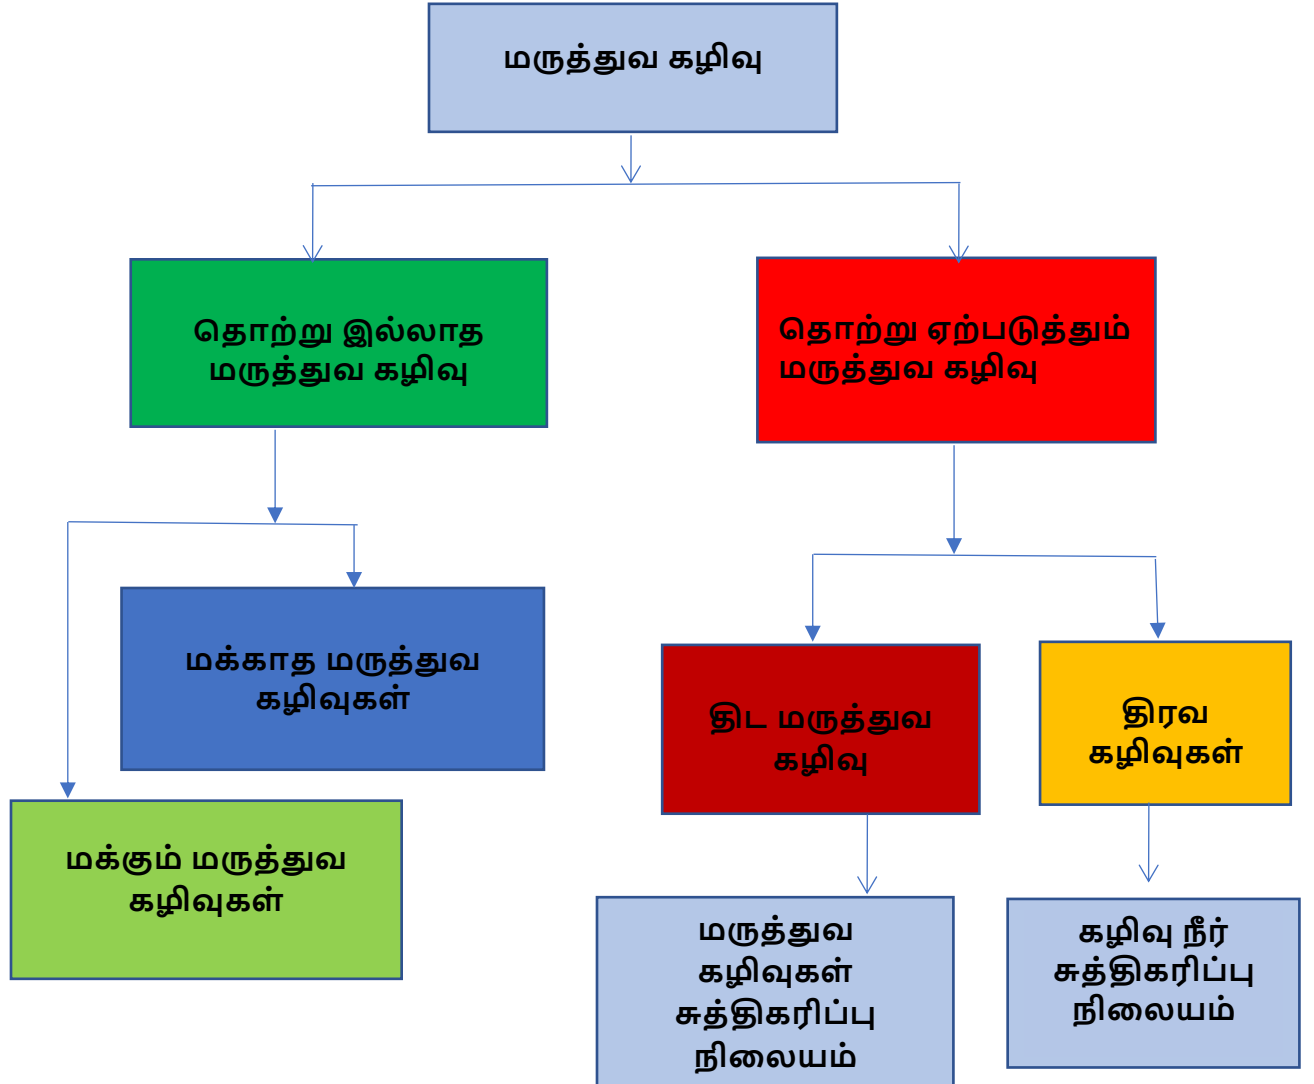 மருத்துவ கழிவு
தொற்று இல்லாத
மருத்துவ கழிவு
தொற்று ஏற்படுத்தும்
மருத்துவ கழிவு
மக்காத மருத்துவ
கழிவுகள்
மக்கும் மருத்துவ
கழிவுகள்
திட மருத்துவ
கழிவு
திரவ
கழிவுகள்
மருத்துவ
கழிவுகள்
சுத்திகரிப்பு
நிலையம்
கழிவு நீர்
சுத்திகரிப்பு
நிலையம்